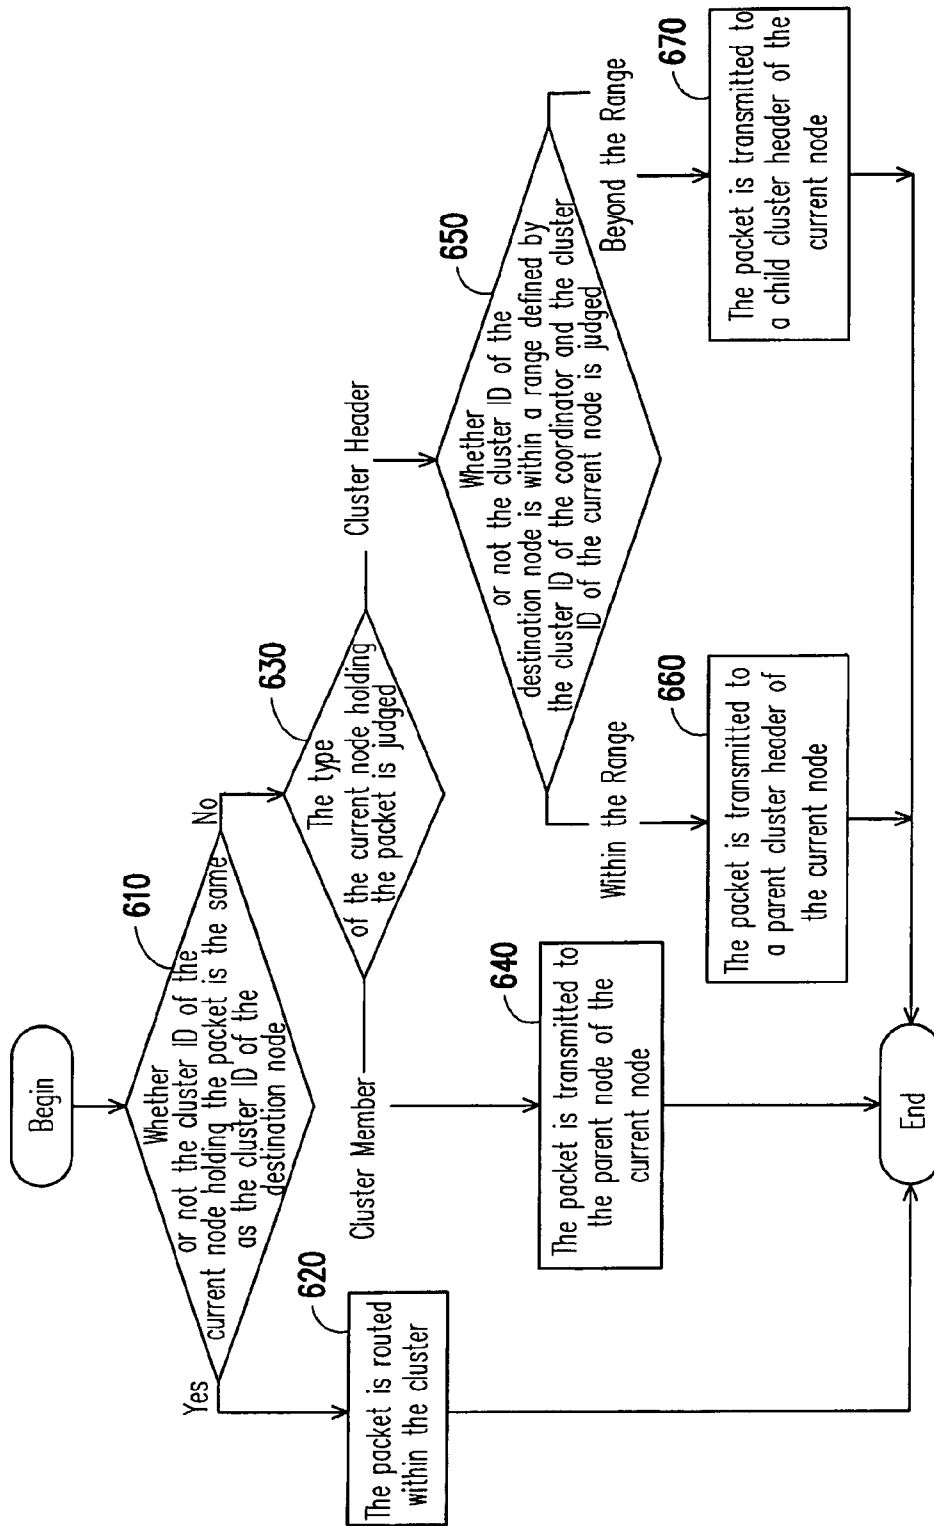 Begin
610
Whether
or not the cluster ID of the
current node holding the packet is the same
as the cluster ID of the
destination node
Yes
No
620
The packet is routed
within the cluster
630
The type
of the current node holding
the packet is judged
Cluster Member
Cluster Header
640
The packet is transmitted to
the parent node of the
current node
650
Whether
or not the cluster ID of the
destination node is within a range defined by
the cluster ID of the coordinator and the cluster
ID of the current node is judged
Within the Range
Beyond the Range
660
The packet is transmitted to
a parent cluster header of
the current node
670
The packet is transmitted to
a child cluster header of the
current node
End